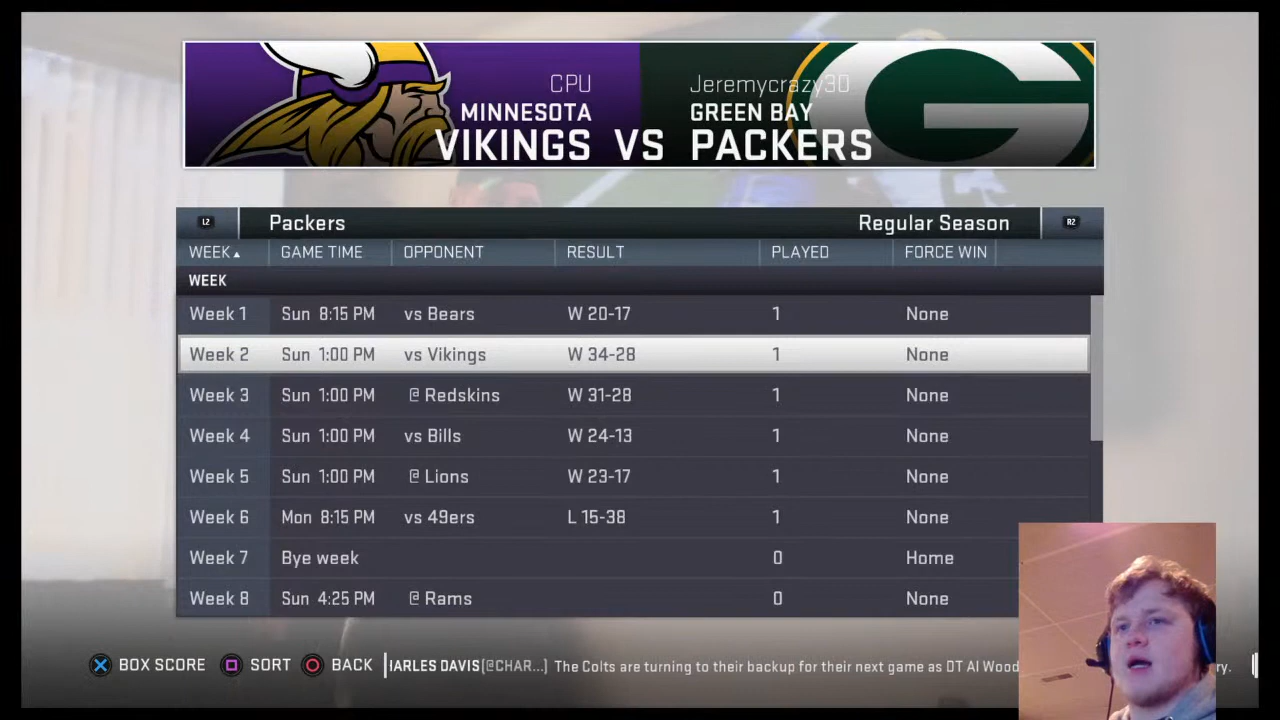 CPU Jeremycrazy30
MINNESOTA GREEN BAY
VIKINGS VS PACKERS
L2 Packers Regular Season R2
WEEK▲ GAME TIME OPPONENT RESULT PLAYED FORCE WIN
WEEK
Week 1 Sun 8:15 PM vs Bears W 20-17 1 None
Week 2 Sun 1:00 PM vs Vikings W 34-28 1 None
Week 3 Sun 1:00 PM @ Redskins W 31-28 1 None
Week 4 Sun 1:00 PM vs Bills W 24-13 1 None
Week 5 Sun 1:00 PM @ Lions W 23-17 1 None
Week 6 Mon 8:15 PM vs 49ers L 15-38 1 None
Week 7 Bye week 0 Home
Week 8 Sun 4:25 PM @ Rams 0 None
BOX SCORE SORT BACK IARLES DAVIS[@CHAR...] The Colts are turning to their backup for their next game as DT Al Wood ry.